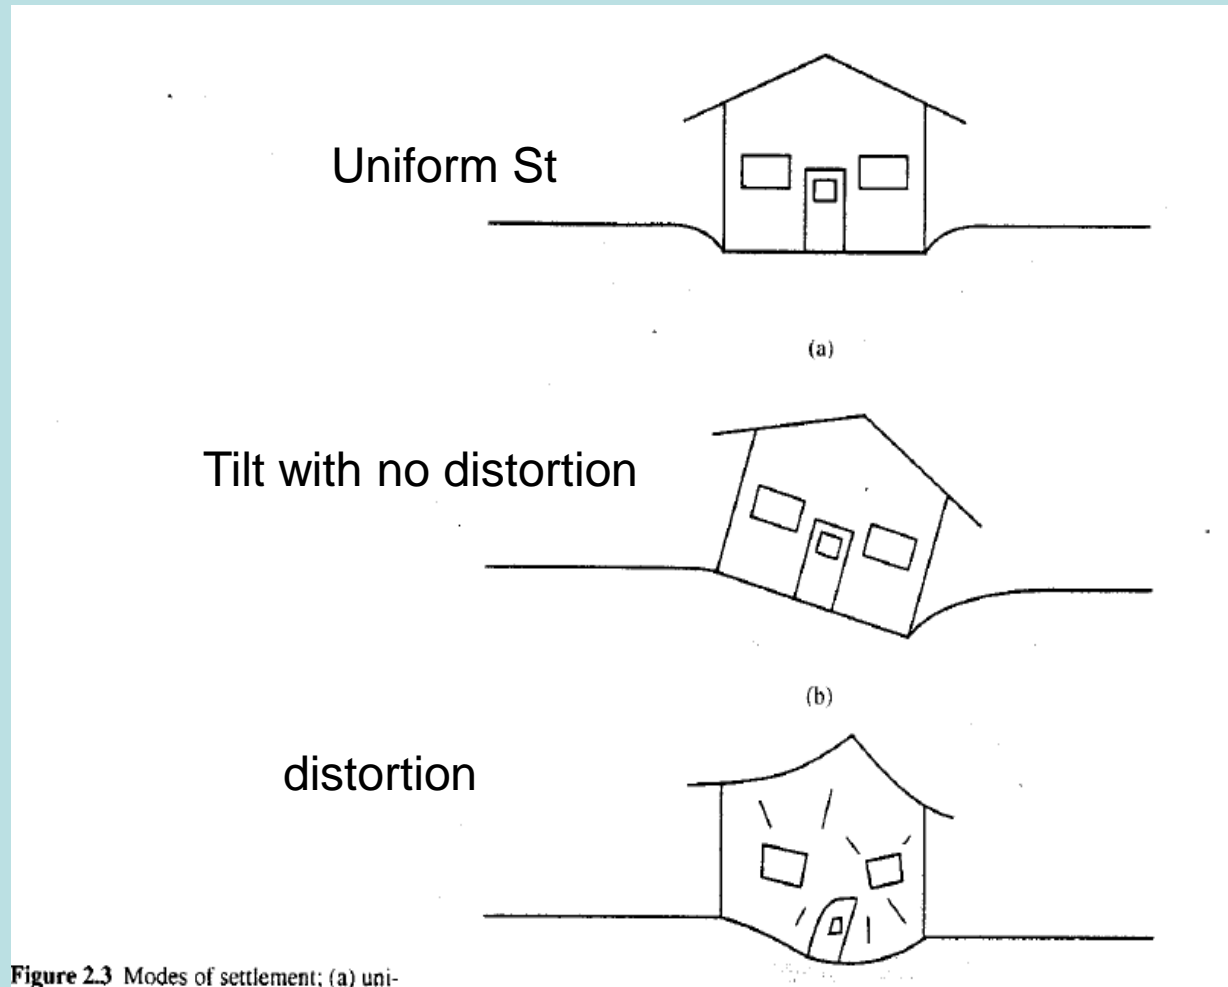 Uniform St
(a)
Tilt with no distortion
(b)
distortion
Figure 2.3 Modes of settlement; (a) uni-